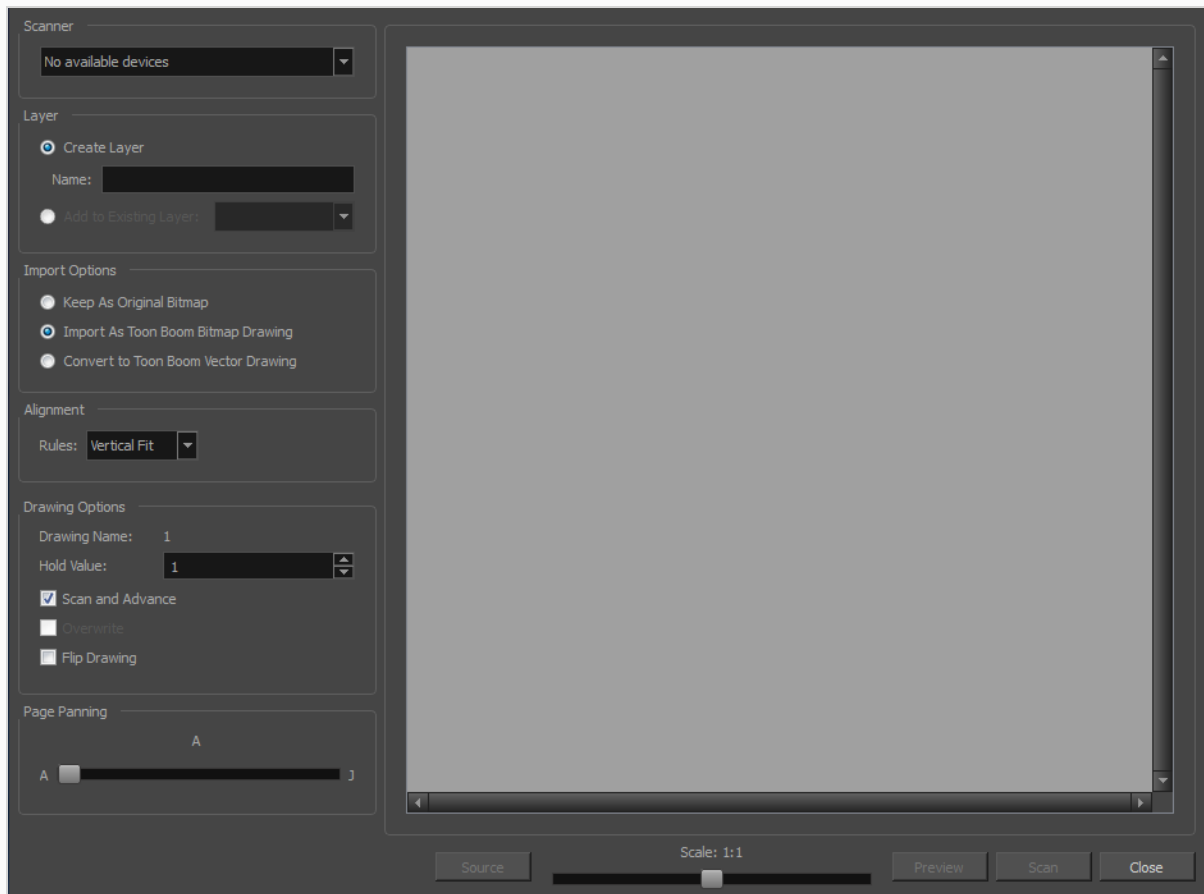 Scanner
No available devices
Layer
Create Layer
Name:
Add to Existing Layer:
Import Options
Keep As Original Bitmap
Import As Toon Boom Bitmap Drawing
Convert to Toon Boom Vector Drawing
Alignment
Rules: Vertical Fit
Drawing Options
Drawing Name: 1
Hold Value: 1
Scan and Advance
Overwrite
Flip Drawing
Page Panning
A
A J
Scale: 1:1
Source Preview Scan Close